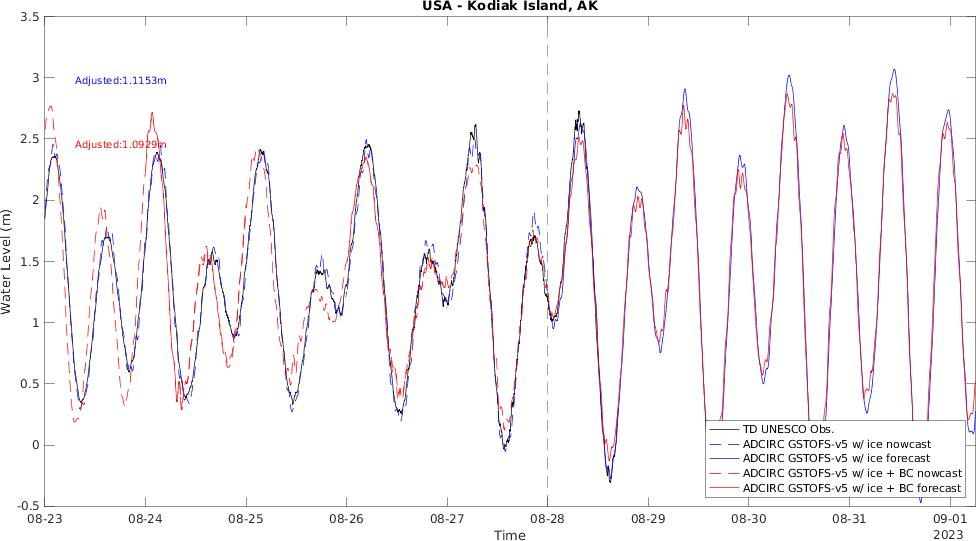 USA - Kodiak Island, AK
3.5
3
2.5
2
1.5
1
0.5
0
-0.5
Water Level (m)
Adjusted:1.1153m
Adjusted:1.0929m
TD UNESCO Obs.
ADCIRC GSTOFS-v5 w/ ice nowcast
ADCIRC GSTOFS-v5 w/ ice forecast
ADCIRC GSTOFS-v5 w/ ice + BC nowcast
ADCIRC GSTOFS-v5 w/ ice + BC forecast
08-23 08-24 08-25 08-26 08-27 08-28 08-29 08-30 08-31 09-01
2023
Time